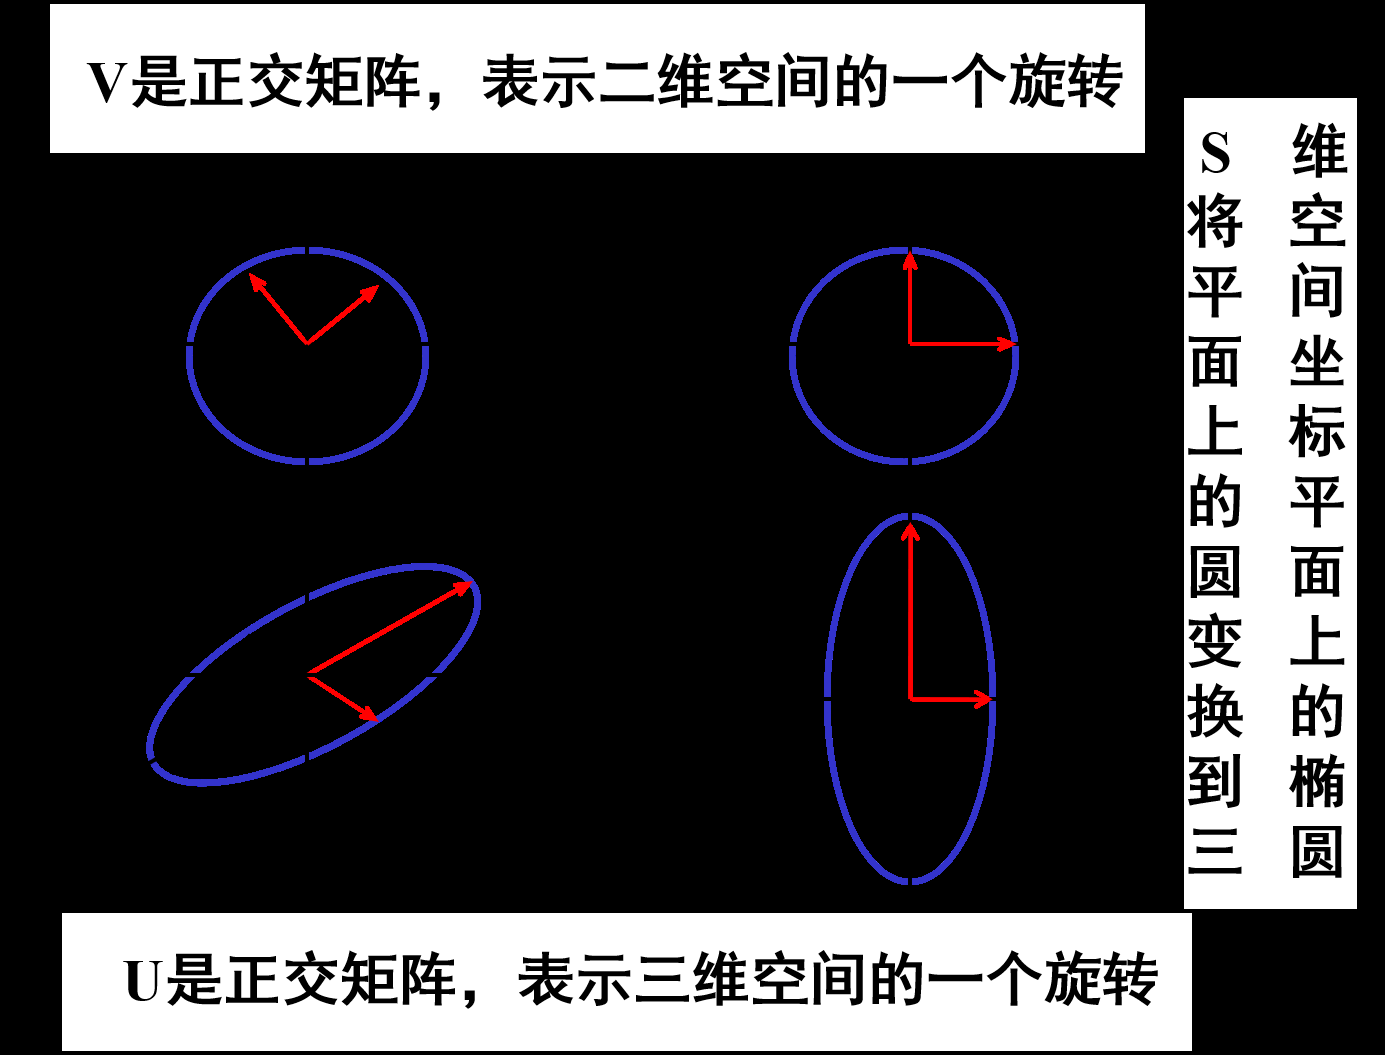 V是正交矩阵，表示二维空间的一个旋转
S将平面上的圆变换到三
维空间坐标平面上的椭圆
U是正交矩阵，表示三维空间的一个旋转